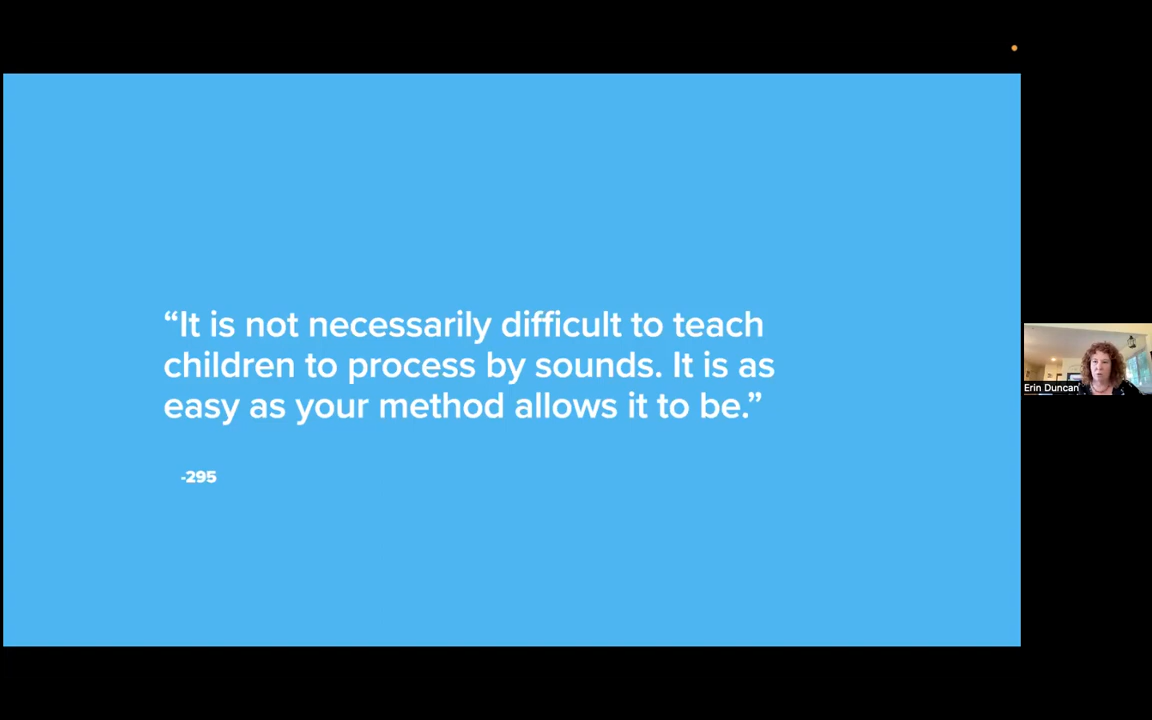 “It is not necessarily difficult to teach
children to process by sounds. It is as
easy as your method allows it to be.”
-295
Erin Duncan